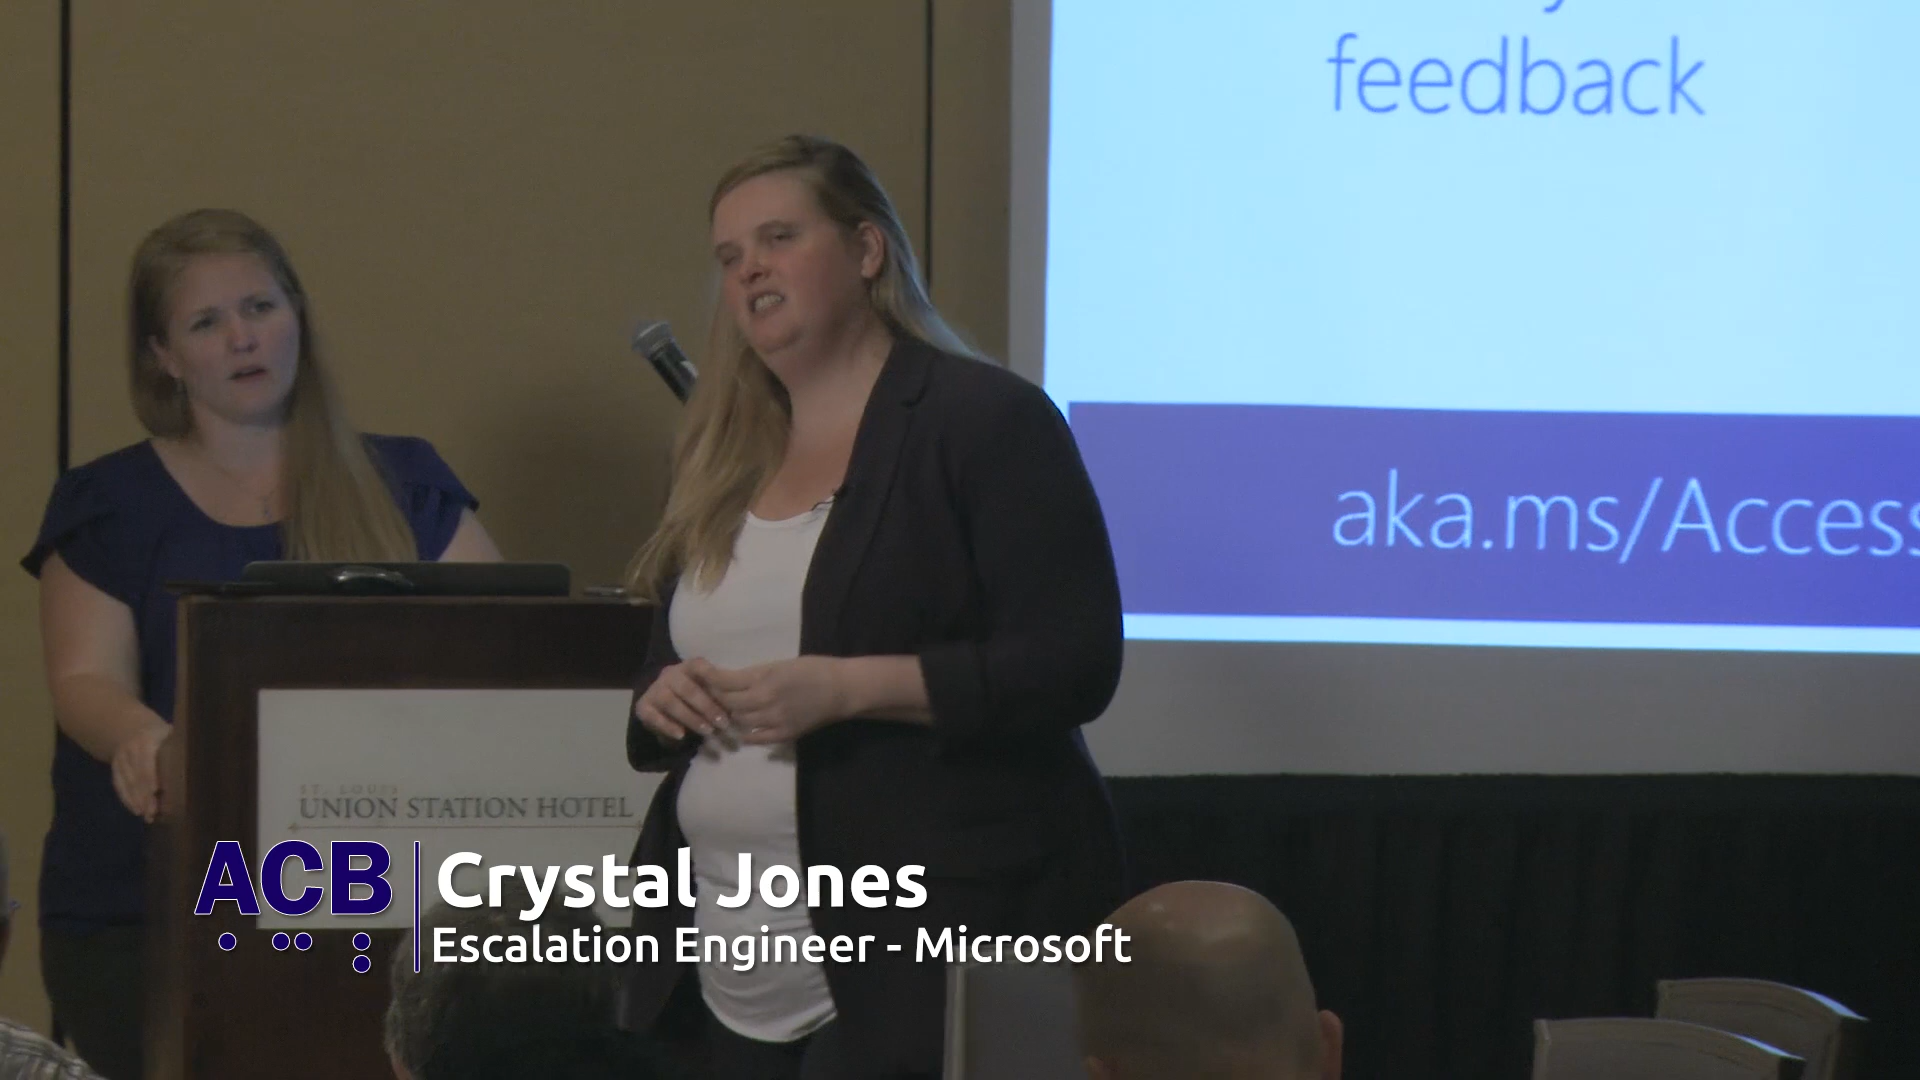 feedback
aka.ms/Access
ST. LOUIS
UNION STATION HOTEL
ACB
Crystal Jones
Escalation Engineer - Microsoft